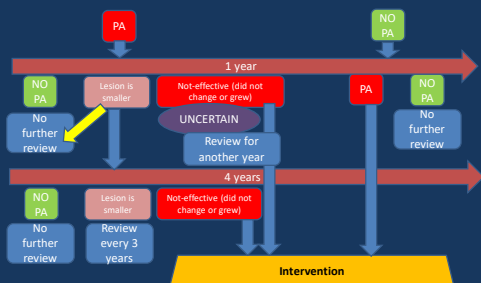 PA
NO
PA
1 year
NO
PA
Lesion is
smaller
Not-effective (did not
change or grew)
PA
NO
PA
No
further
review
UNCERTAIN
No
further
review
Review for
another year
4 years
NO
PA
Lesion is
smaller
Not-effective (did not
change or grew)
No
further
review
Review
every 3
years
Intervention